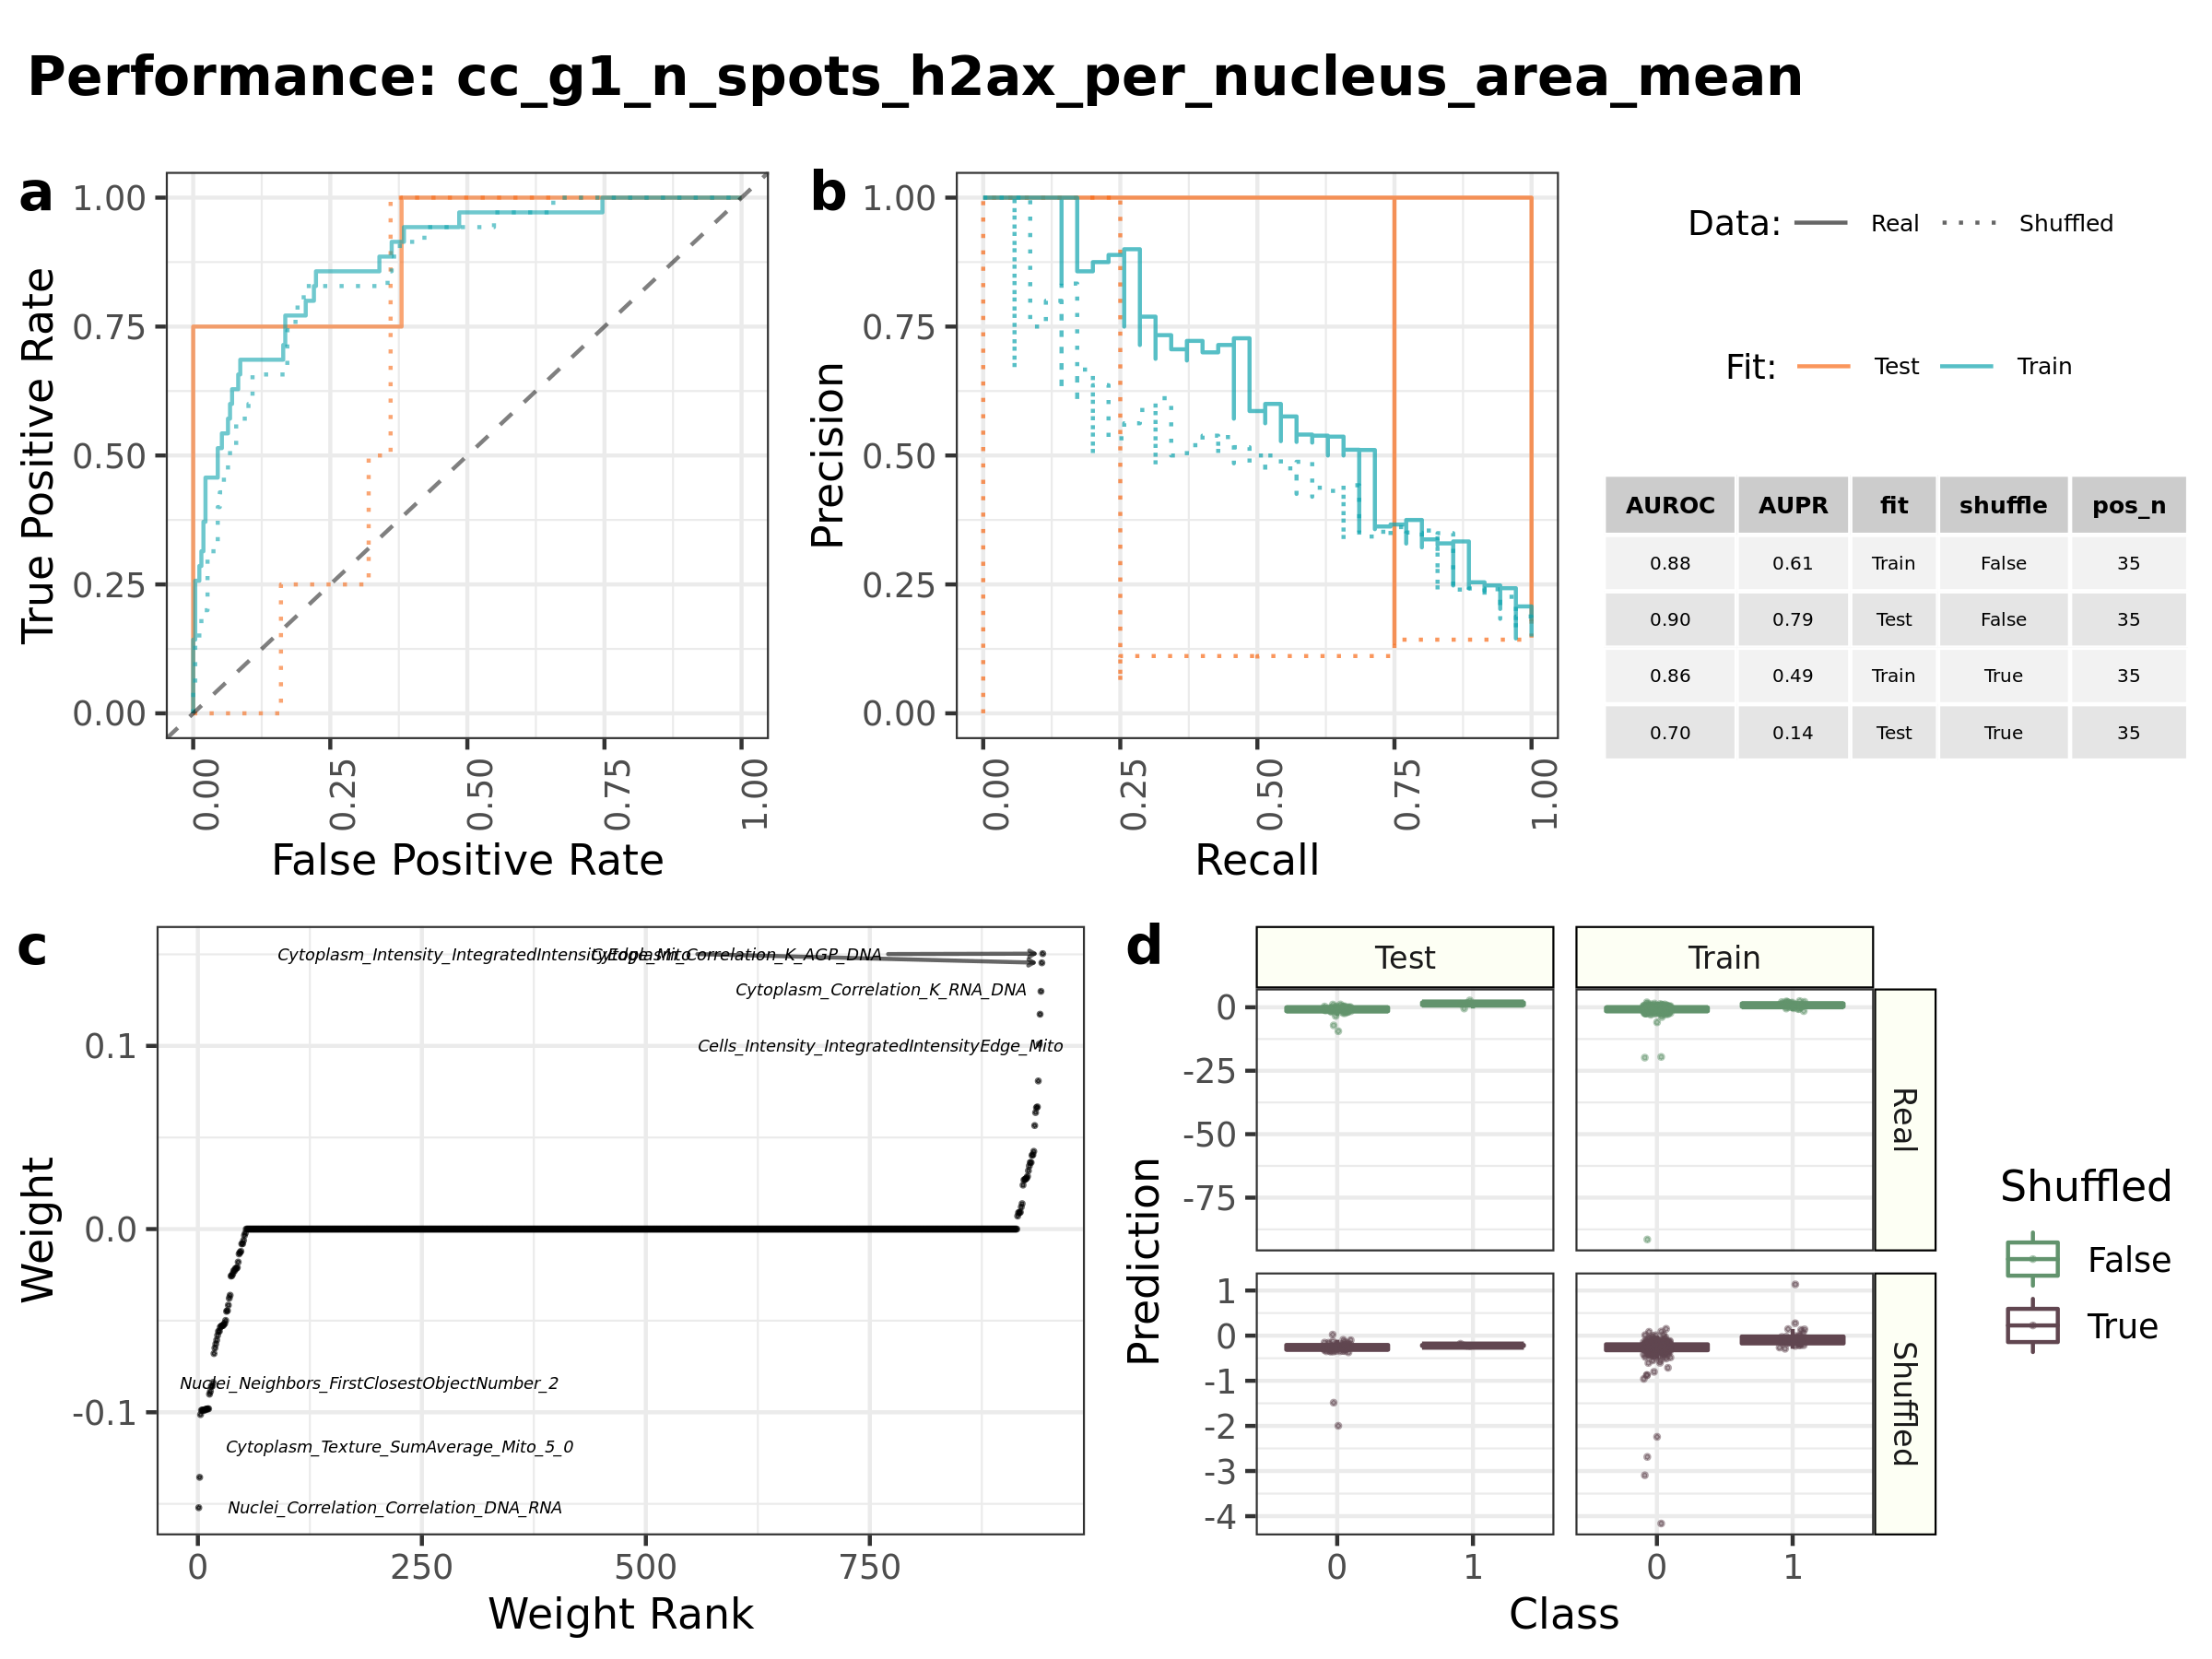 Performance: cc_g1_n_spots_h2ax_per_nucleus_area_mean
a
True Positive Rate
1.00
0.75
0.50
0.25
0.00
0.00 0.25 0.50 0.75 1.00
False Positive Rate
b
Precision
1.00
0.75
0.50
0.25
0.00
0.00 0.25 0.50 0.75 1.00
Recall
Data: Real Shuffled
Fit: Test Train
AUROC AUPR fit shuffle pos_n
0.88 0.61 Train False 35
0.90 0.79 Test False 35
0.86 0.49 Train True 35
0.70 0.14 Test True 35
c
Weight
0.1
0.0
-0.1
Cytoplasm_Intensity_IntegratedIntensityEdge_Mito
Cytoplasm_Correlation_K_AGP_DNA
Cytoplasm_Correlation_K_RNA_DNA
Cells_Intensity_IntegratedIntensityEdge_Mito
Nuclei_Neighbors_FirstClosestObjectNumber_2
Cytoplasm_Texture_SumAverage_Mito_5_0
Nuclei_Correlation_Correlation_DNA_RNA
0 250 500 750
Weight Rank
d
Test Train
Prediction
0
-25
-50
-75
Real
1
0
-1
-2
-3
-4
Shuffled
0 1 0 1
Class
Shuffled
False
True